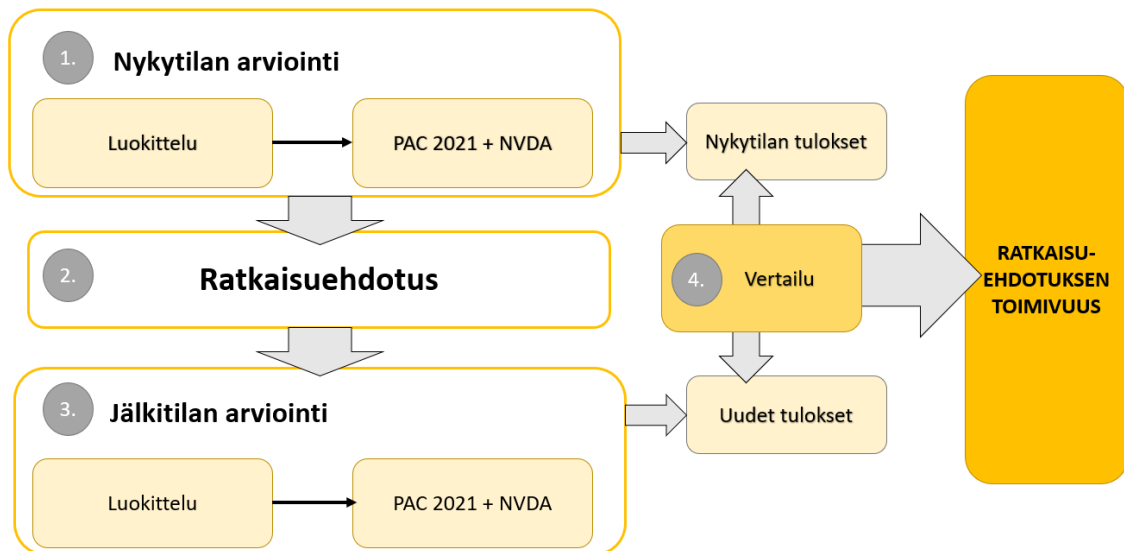 1.
Nykytilan arviointi
Luokittelu
PAC 2021 + NVDA
Nykytilan tulokset
2.
Ratkaisuehdotus
4.
Vertailu
RATKAISU-
EHDOTUKSEN
TOIMIVUUS
3.
Jälkitilan arviointi
Uudet tulokset
Luokittelu
PAC 2021 + NVDA